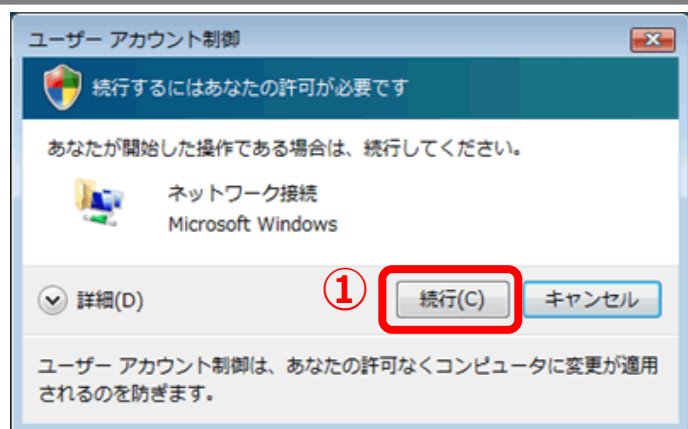 ユーザー アカウント制御
続行するにはあなたの許可が必要です
あなたが開始した操作である場合は、続行してください。
ネットワーク接続
Microsoft Windows
詳細(D)
①
続行(C)
キャンセル
ユーザー アカウント制御は、あなたの許可なくコンピュータに変更が適用
されるのを防ぎます。